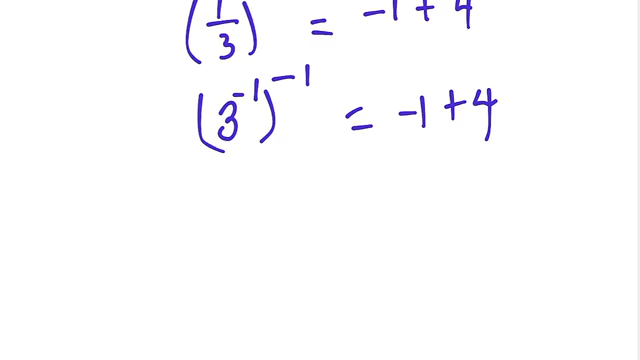 (1/3) = -1 + 4
(3⁻¹)⁻¹ = -1 + 4